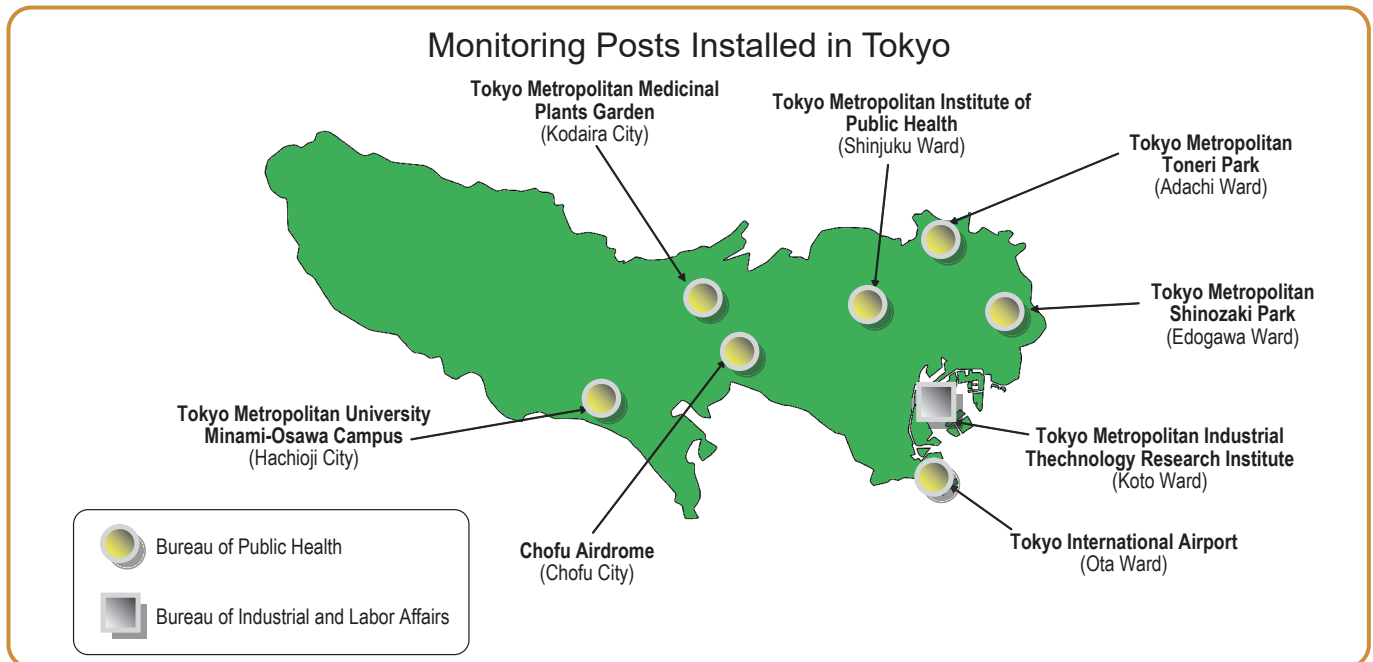 Monitoring Posts Installed in Tokyo
Tokyo Metropolitan Medicinal
Plants Garden
(Kodaira City)
Tokyo Metropolitan Institute of
Public Health
(Shinjuku Ward)
Tokyo Metropolitan
Toneri Park
(Adachi Ward)
Tokyo Metropolitan
Shinozaki Park
(Edogawa Ward)
Tokyo Metropolitan University
Minami-Osawa Campus
(Hachioji City)
Tokyo Metropolitan Industrial
Thechnology Research Institute
(Koto Ward)
Chofu Airdrome
(Chofu City)
Tokyo International Airport
(Ota Ward)
Bureau of Public Health
Bureau of Industrial and Labor Affairs